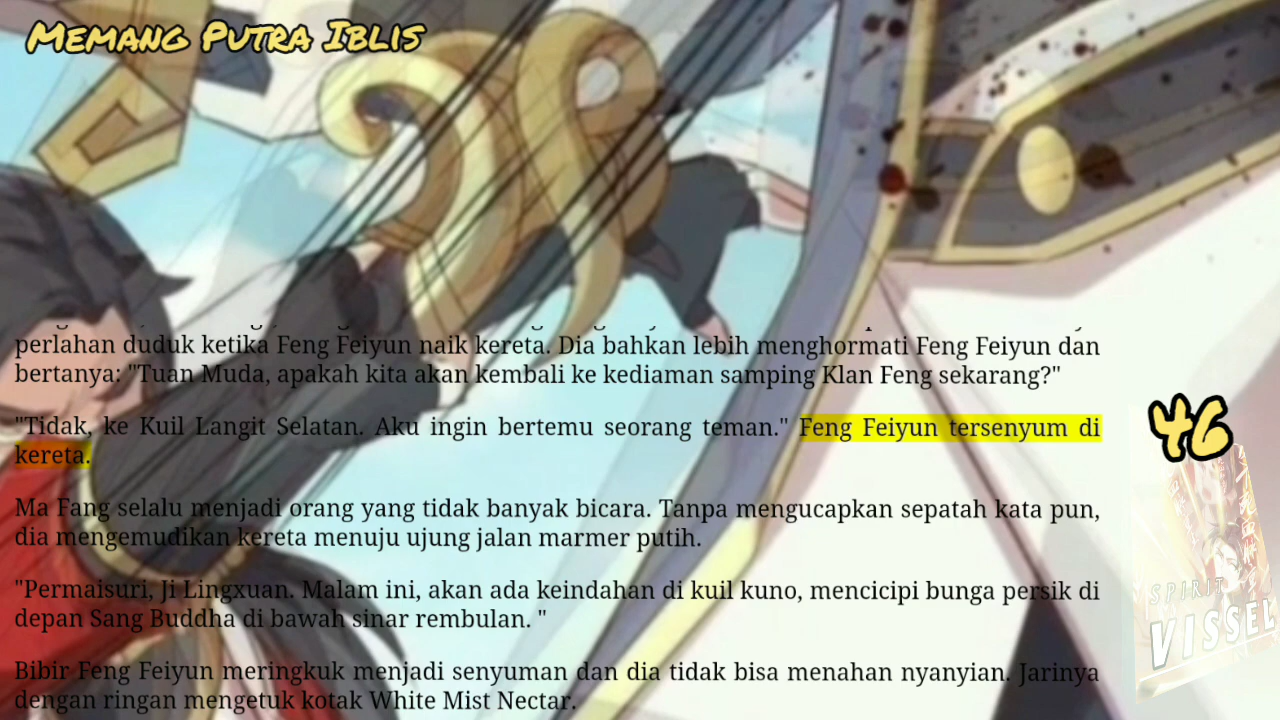 Memang Putra Iblis
perlahan duduk ketika Feng Feiyun naik kereta. Dia bahkan lebih menghormati Feng Feiyun dan
bertanya: "Tuan Muda, apakah kita akan kembali ke kediaman samping Klan Feng sekarang?"
"Tidak, ke Kuil Langit Selatan. Aku ingin bertemu seorang teman." Feng Feiyun tersenyum di
kereta.
46
Ma Fang selalu menjadi orang yang tidak banyak bicara. Tanpa mengucapkan sepatah kata pun,
dia mengemudikan kereta menuju ujung jalan marmer putih.
"Permaisuri, Ji Lingxuan. Malam ini, akan ada keindahan di kuil kuno, mencicipi bunga persik di
depan Sang Buddha di bawah sinar rembulan. "
SPIRIT
VISSEL
Bibir Feng Feiyun meringkuk menjadi senyuman dan dia tidak bisa menahan nyanyian. Jarinya
dengan ringan mengetuk kotak White Mist Nectar.